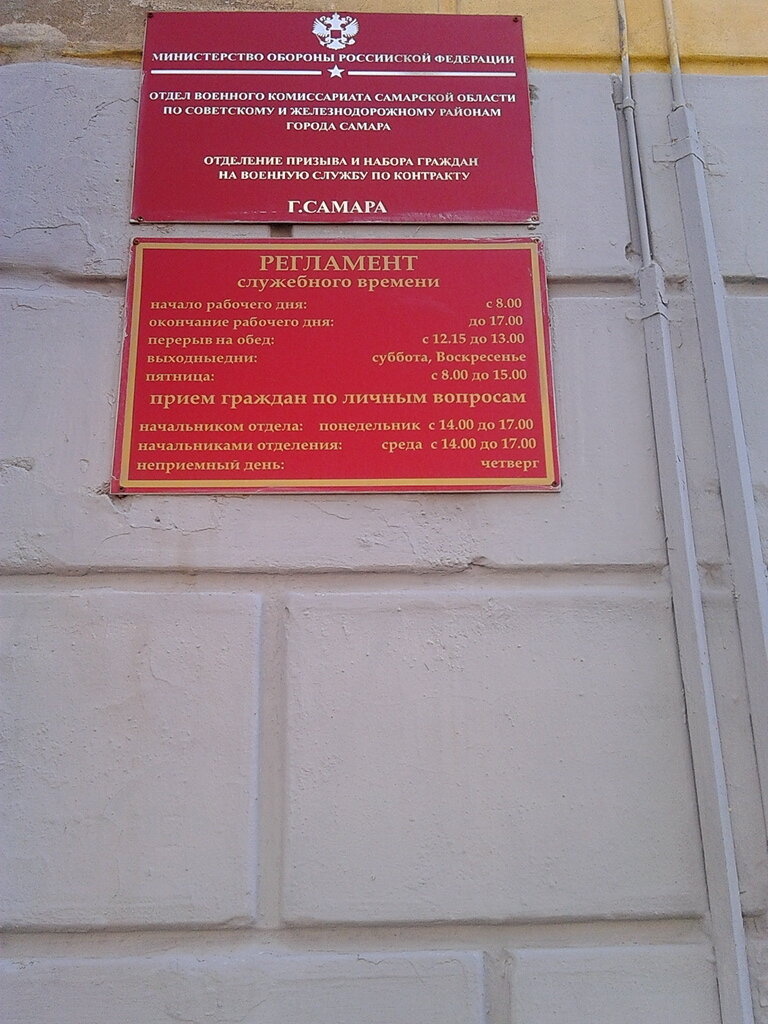 МИНИСТЕРСТВО ОБОРОНЫ РОССИИСКОЙ ФЕДЕРАЦИИ
ОТДЕЛ ВОЕННОГО КОМИССАРИАТА САМАРСКОЙ ОБЛАСТИ
ПО СОВЕТСКОМУ И ЖЕЛЕЗНОДОРОЖНОМУ РАЙОНАМ
ГОРОДА САМАРА
ОТДЕЛЕНИЕ ПРИЗЫВА И НАБОРА ГРАЖДАН
НА ВОЕННУЮ СЛУЖБУ ПО КОНТРАКТУ
Г.САМАРА
РЕГЛАМЕНТ
служебного времени
начало рабочего дня: с 8.00
окончание рабочего дня: до 17.00
перерыв на обед: с 12.15 до 13.00
выходныедни: суббота, Воскресенье
пятница: с 8.00 до 15.00
прием граждан по личным вопросам
начальником отдела: понедельник с 14.00 до 17.00
начальниками отделения: среда с 14.00 до 17.00
неприемный день: четверг